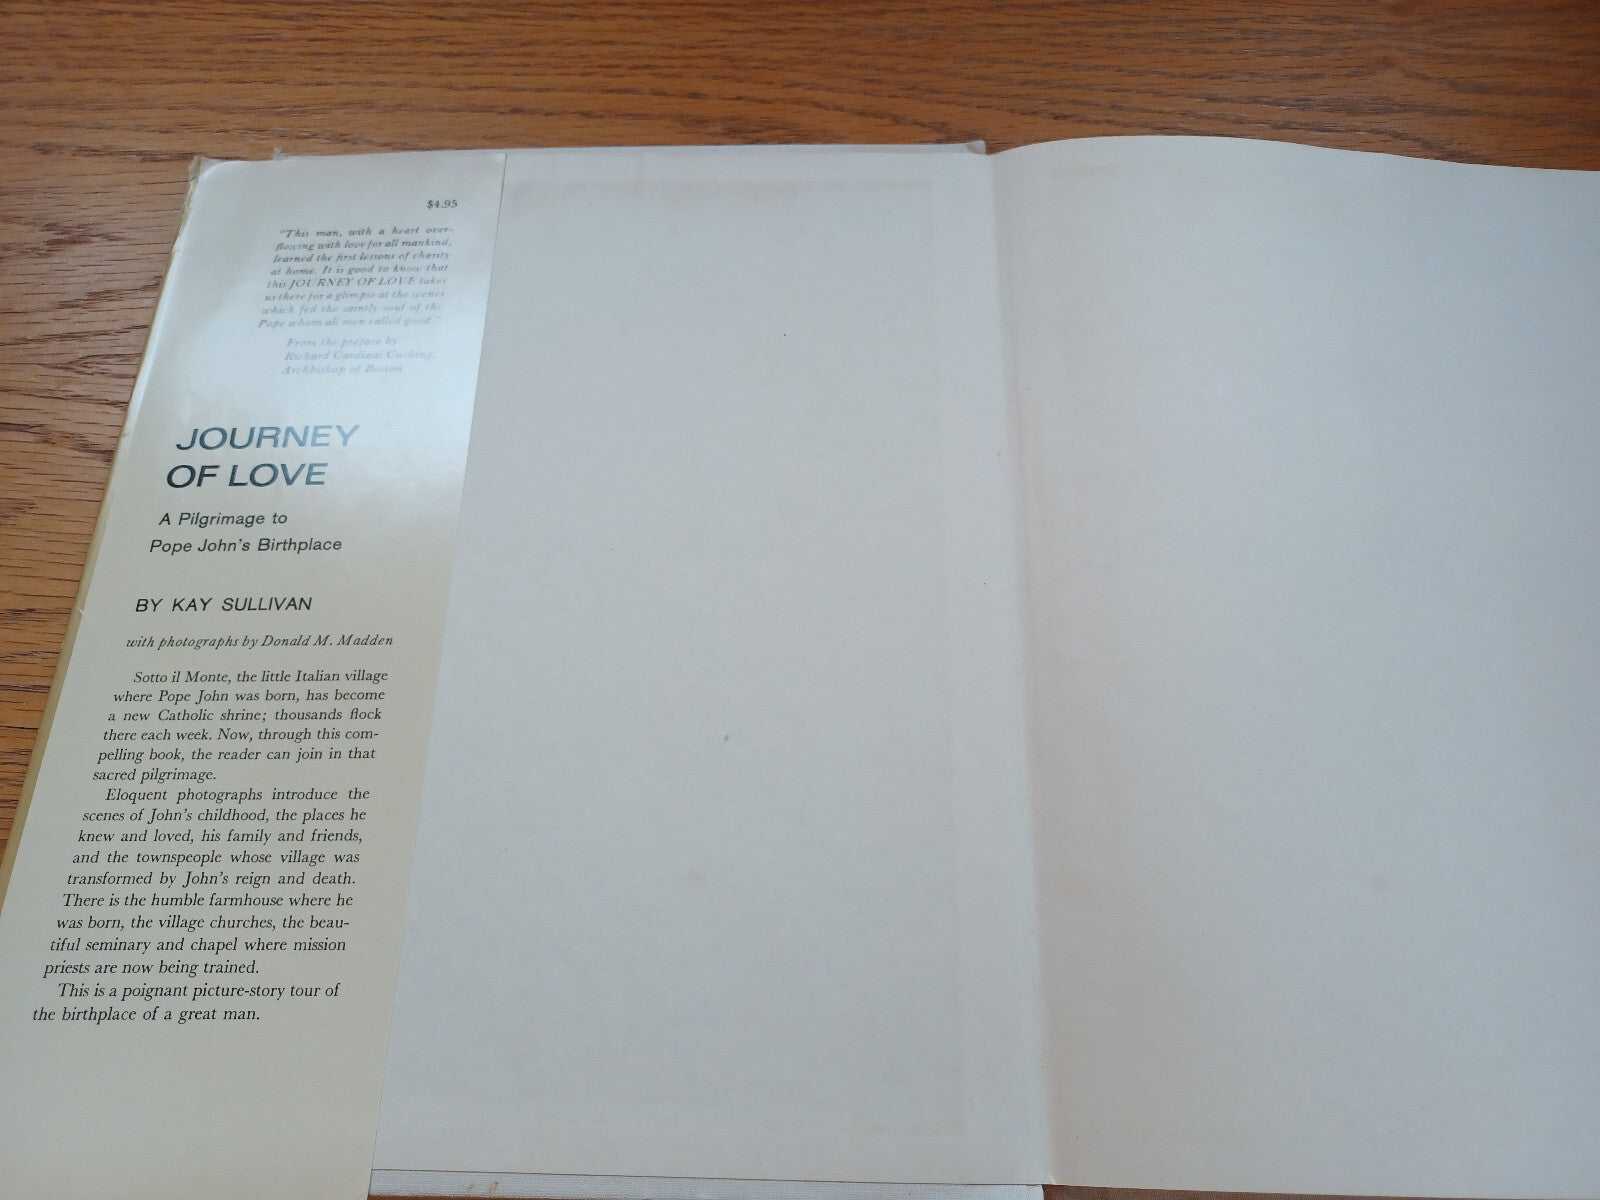 $4.95
"This man, with a heart over-
flowing with love for all mankind,
learned the first lessons of charity
at home. It is good to know that
this JOURNEY OF LOVE takes
us there for a glimpse at the scenes
which fed the saintly soul of the
Pope whom all men called good."
From the preface by
Richard Cardinal Cushing,
Archbishop of Boston
JOURNEY
OF LOVE
A Pilgrimage to
Pope John's Birthplace
BY KAY SULLIVAN
with photographs by Donald M. Madden
Sotto il Monte, the little Italian village
where Pope John was born, has become
a new Catholic shrine; thousands flock
there each week. Now, through this com-
pelling book, the reader can join in that
sacred pilgrimage.
Eloquent photographs introduce the
scenes of John's childhood, the places he
knew and loved, his family and friends,
and the townspeople whose village was
transformed by John's reign and death.
There is the humble farmhouse where he
was born, the village churches, the beau-
tiful seminary and chapel where mission
priests are now being trained.
This is a poignant picture-story tour of
the birthplace of a great man.